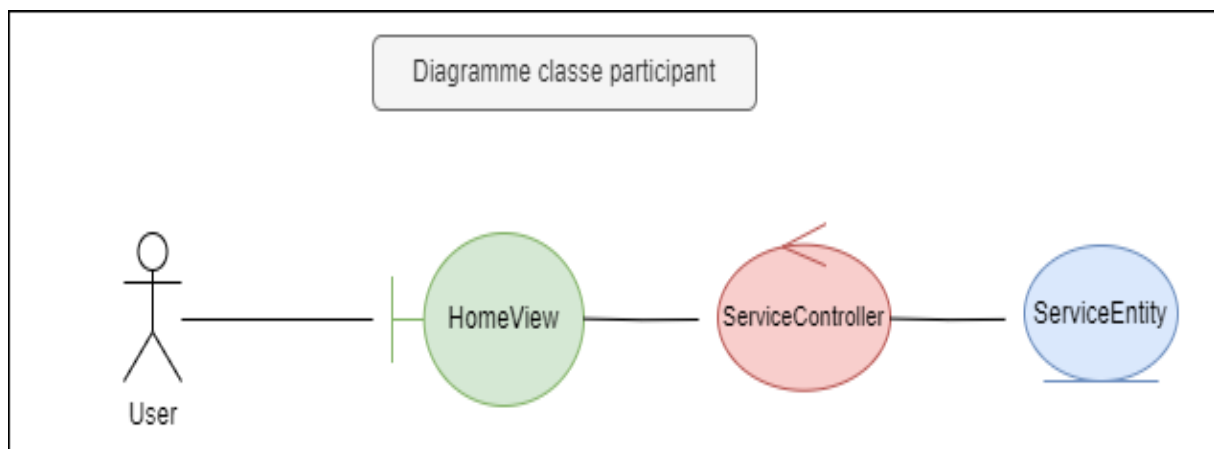 Diagramme classe participant
HomeView
ServiceController
ServiceEntity
User